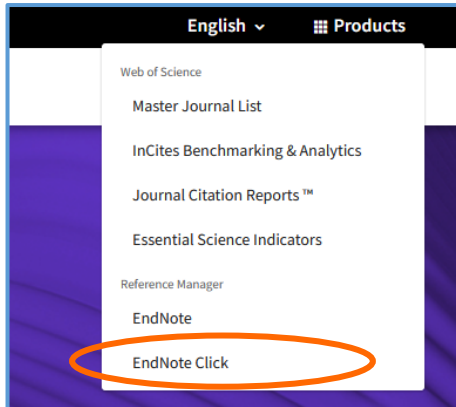 English Products
Web of Science
Master Journal List
InCites Benchmarking & Analytics
Journal Citation Reports ™
Essential Science Indicators
Reference Manager
EndNote
EndNote Click